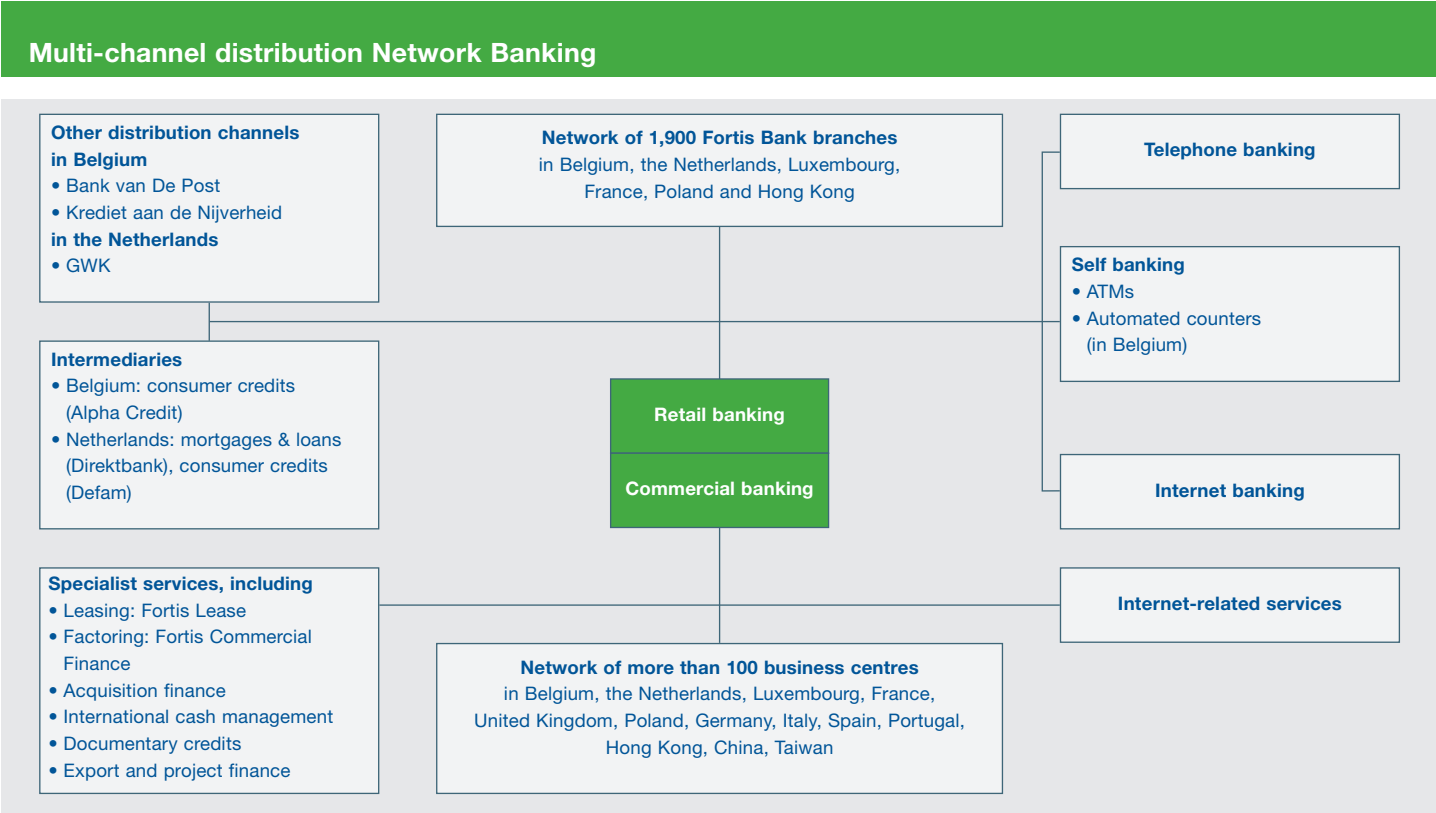 Multi-channel distribution Network Banking
Other distribution channels
in Belgium
• Bank van De Post
• Krediet aan de Nijverheid
in the Netherlands
• GWK
Network of 1,900 Fortis Bank branches
in Belgium, the Netherlands, Luxembourg,
France, Poland and Hong Kong
Telephone banking
Self banking
• ATMs
• Automated counters
(in Belgium)
Intermediaries
• Belgium: consumer credits
(Alpha Credit)
• Netherlands: mortgages & loans
(Direktbank), consumer credits
(Defam)
Retail banking
Commercial banking
Internet banking
Specialist services, including
• Leasing: Fortis Lease
• Factoring: Fortis Commercial
Finance
• Acquisition finance
• International cash management
• Documentary credits
• Export and project finance
Internet-related services
Network of more than 100 business centres
in Belgium, the Netherlands, Luxembourg, France,
United Kingdom, Poland, Germany, Italy, Spain, Portugal,
Hong Kong, China, Taiwan